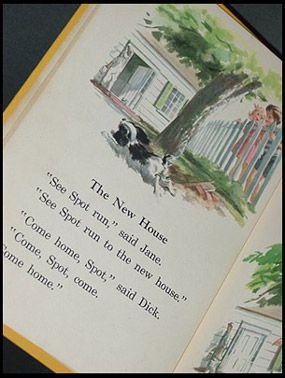 The New House
"See Spot run," said Jane.
"See Spot run to the new house."
"Come home, Spot," said Dick.
"Come, Spot, come.
Come home."